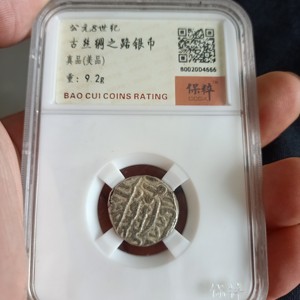 公元8世纪
古丝绸之路银币
真品(美品)
重: 9.2g
8002004666
保粹
BAO CUI COINS RATING